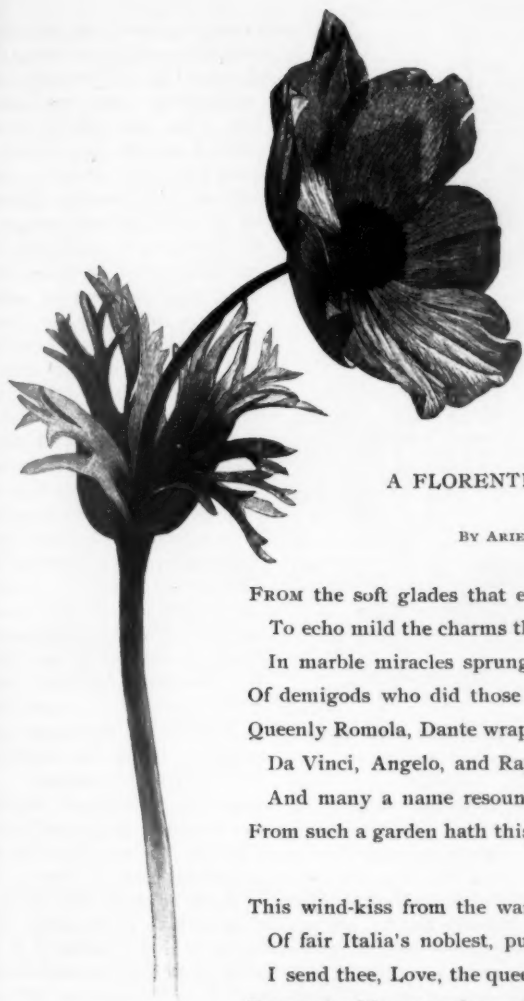 A FLORENTI
BY ARIE
FROM the soft glades that e
To echo mild the charms th
In marble miracles sprung
Of demigods who did those
Queenly Romola, Dante wrap
Da Vinci, Angelo, and Ra
And many a name resoun
From such a garden hath this
This wind-kiss from the wa
Of fair Italia's noblest, pu
I send thee, Love, the quee